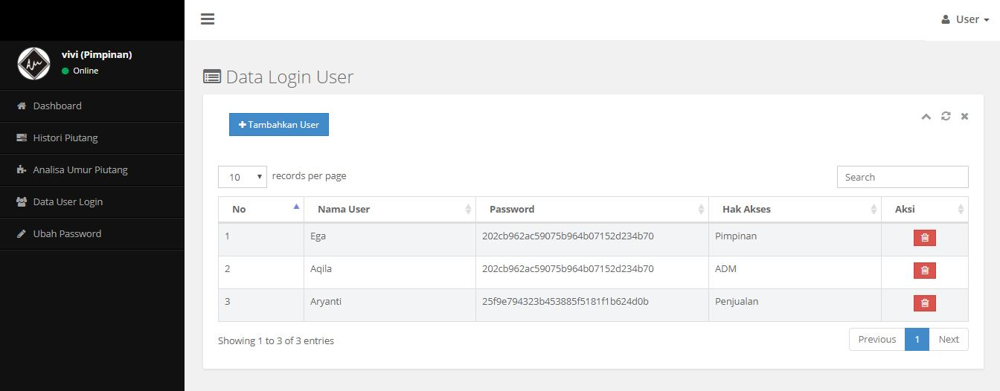 User
vivi (Pimpinan)
Online
Dashboard
Histori Piutang
Analisa Umur Piutang
Data User Login
Ubah Password
Data Login User
Tambahkan User
10 records per page
Search
No Nama User Password Hak Akses Aksi
1 Ega 202cb962ac59075b964b07152d234b70 Pimpinan
2 Aqila 202cb962ac59075b964b07152d234b70 ADM
3 Aryanti 25f9e794323b453885f5181f1b624d0b Penjualan
Showing 1 to 3 of 3 entries
Previous 1 Next